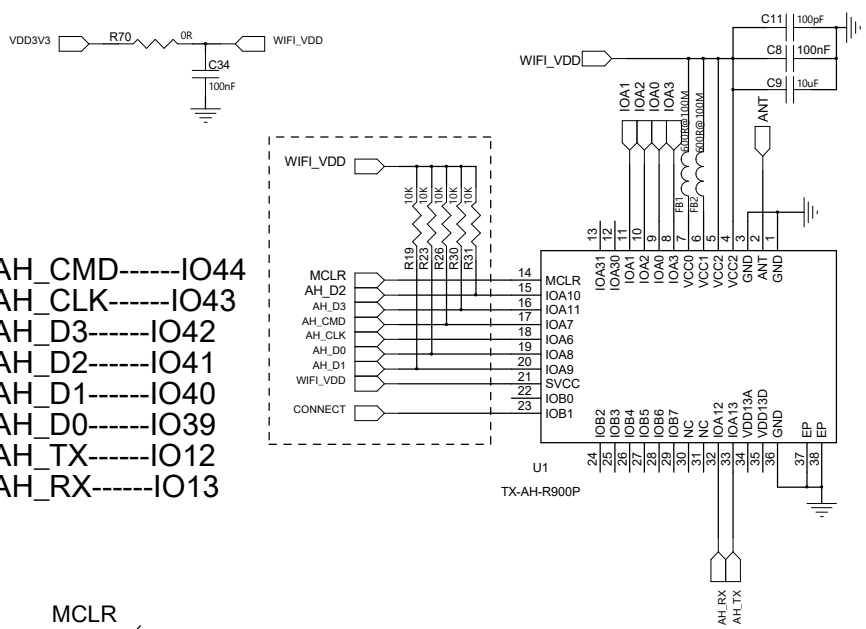 VDD3V3
R70
0R
WIFI_VDD
C34
100nF
C11
100pF
WIFI_VDD
C8
100nF
C9
10uF
IOA1
IOA2
IOA0
IOA3
600R@100M
600R@100M
FB1
FB2
ANT
WIFI_VDD
10K
10K
10K
10K
10K
R19
R23
R26
R30
R31
13
12
11
10
9
8
7
6
5
4
3
2
1
IOA31
IOA30
IOA1
IOA2
IOA0
IOA3
VCC0
VCC1
VCC2
VCC2
GND
ANT
GND
AH_CMD------IO44
AH_CLK------IO43
AH_D3------IO42
AH_D2------IO41
AH_D1------IO40
AH_D0------IO39
AH_TX------IO12
AH_RX------IO13
MCLR 14 MCLR
AH_D2 15 IOA10
AH_D3 16 IOA11
AH_CMD 17 IOA7
AH_CLK 18 IOA6
AH_D0 19 IOA8
AH_D1 20 IOA9
WIFI_VDD 21 SVCC
22 IOB0
CONNECT 23 IOB1
IOB2
IOB3
IOB4
IOB5
IOB6
IOB7
NC
NC
IOA12
IOA13
VDD13A
VDD13D
GND
EP
EP
24
25
26
27
28
29
30
31
32
33
34
35
36
37
38
U1
TX-AH-R900P
AH_RX
AH_TX
MCLR